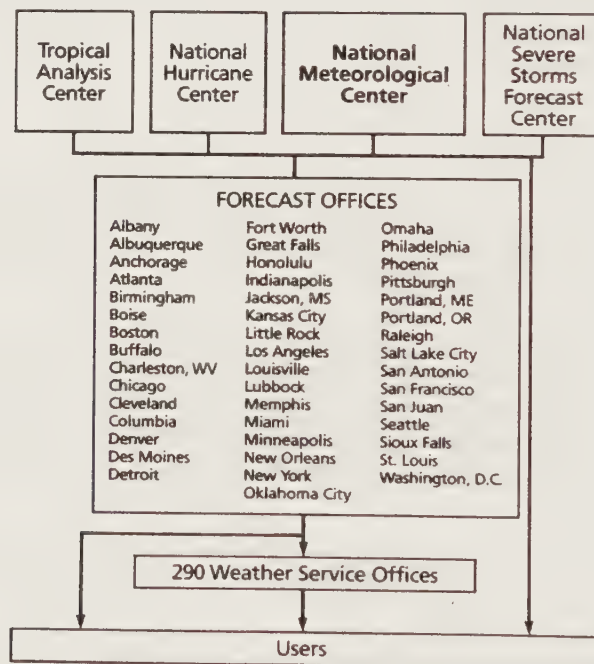 Tropical
Analysis
Center
National
Hurricane
Center
National
Meteorological
Center
National
Severe
Storms
Forecast
Center
FORECAST OFFICES
Albany
Albuquerque
Anchorage
Atlanta
Birmingham
Boise
Boston
Buffalo
Charleston, WV
Chicago
Cleveland
Columbia
Denver
Des Moines
Detroit
Fort Worth
Great Falls
Honolulu
Indianapolis
Jackson, MS
Kansas City
Little Rock
Los Angeles
Louisville
Lubbock
Memphis
Miami
Minneapolis
New Orleans
New York
Oklahoma City
Omaha
Philadelphia
Phoenix
Pittsburgh
Portland, ME
Portland, OR
Raleigh
Salt Lake City
San Antonio
San Francisco
San Juan
Seattle
Sioux Falls
St. Louis
Washington, D.C.
290 Weather Service Offices
Users